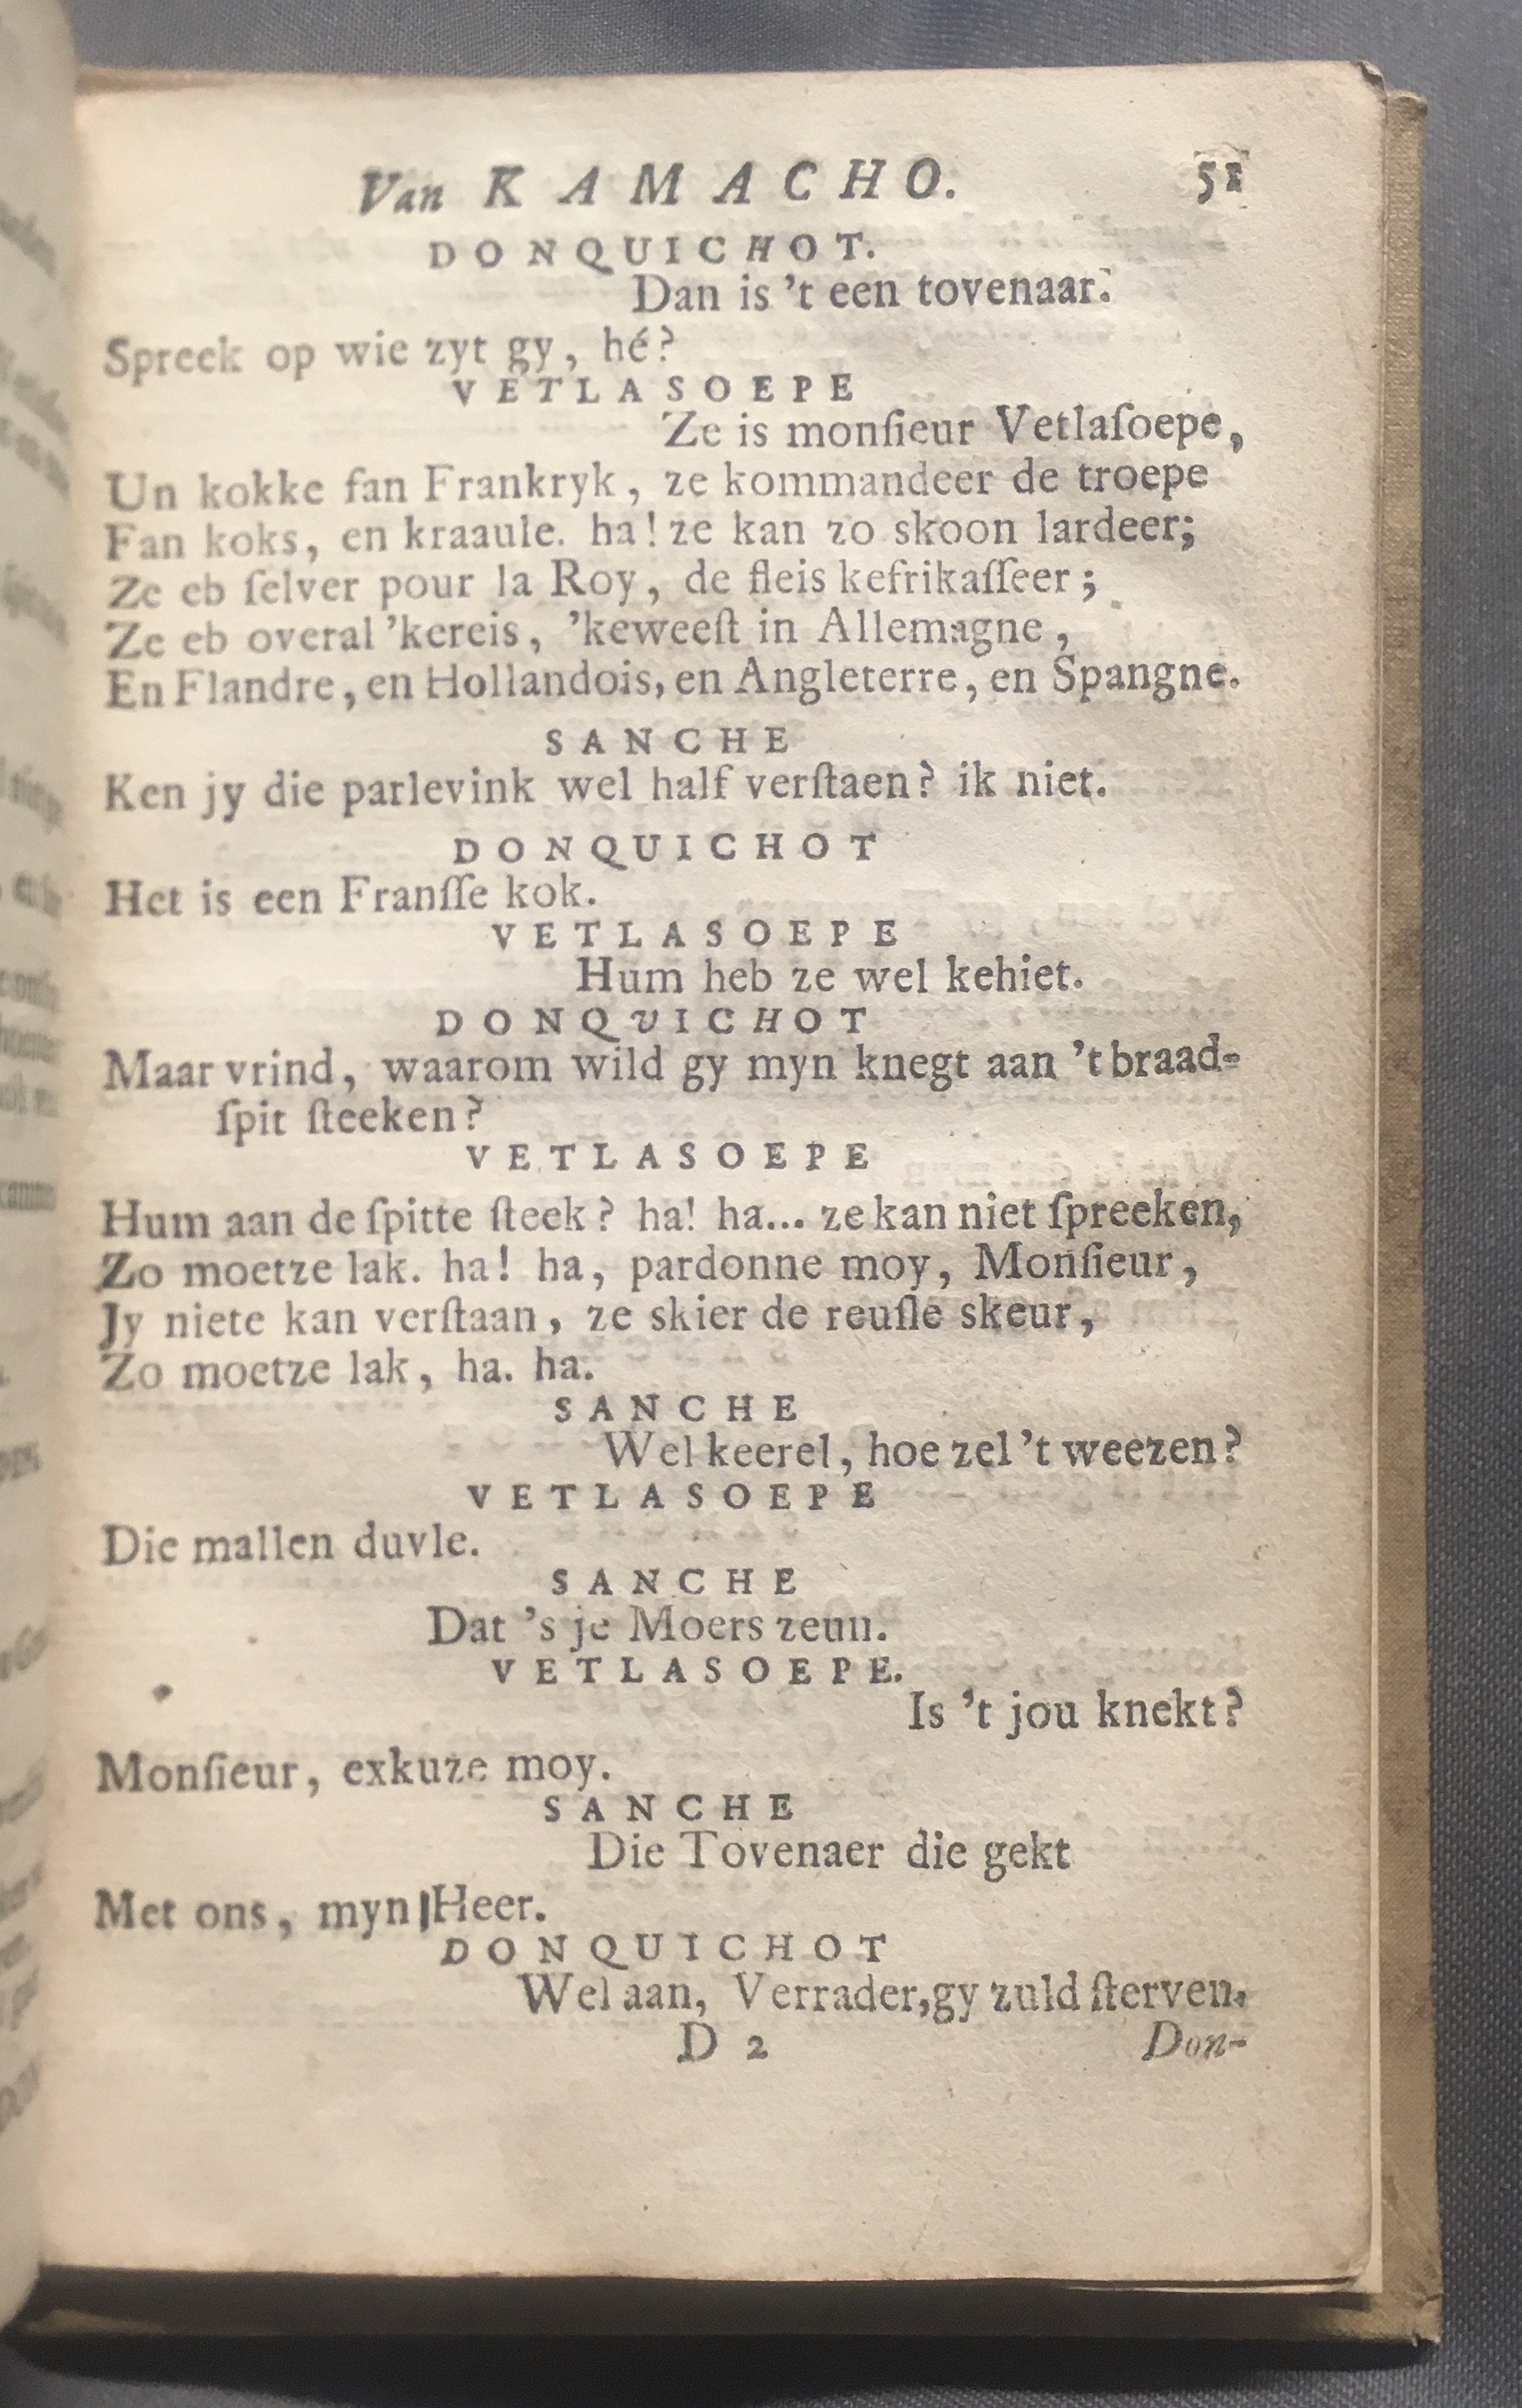 Van KAMACHO. 51
DONQUICHOT.
Dan is 't een tovenaar.
Spreek op wie zyt gy, hé?
VETLASOEPE
Ze is monſieur Vetlaſoepe,
Un kokke fan Frankryk, ze kommandeer de troepe
Fan koks, en kraaule. ha! ze kan zo skoon lardeer;
Ze eb ſelver pour la Roy, de fleis kefrikaſſeer;
Ze eb overal 'kereis, 'keweeſt in Allemagne,
En Flandre, en Hollandois, en Angleterre, en Spangne.
SANCHE
Ken jy die parlevink wel half verſtaen? ik niet.
DONQUICHOT
Het is een Franſſe kok.
VETLASOEPE
Hum heb ze wel kehiet.
DONQUICHOT
Maar vrind, waarom wild gy myn knegt aan 't braad-
ſpit ſteeken?
VETLASOEPE
Hum aan de ſpitte ſteek? ha! ha... ze kan niet ſpreeken,
Zo moetze lak. ha! ha, pardonne moy, Monſieur,
Jy niete kan verſtaan, ze skier de reuſle skeur,
Zo moetze lak, ha. ha.
SANCHE
Wel keerel, hoe zel 't weezen?
VETLASOEPE
Die mallen duvle.
SANCHE
Dat 's je Moers zeun.
VETLASOEPE.
Is 't jou knekt?
Monſieur, exkuze moy.
SANCHE
Die Tovenaer die gekt
Met ons, myn Heer.
DONQUICHOT
Wel aan, Verrader, gy zuld ſterven.
D 2 Don-